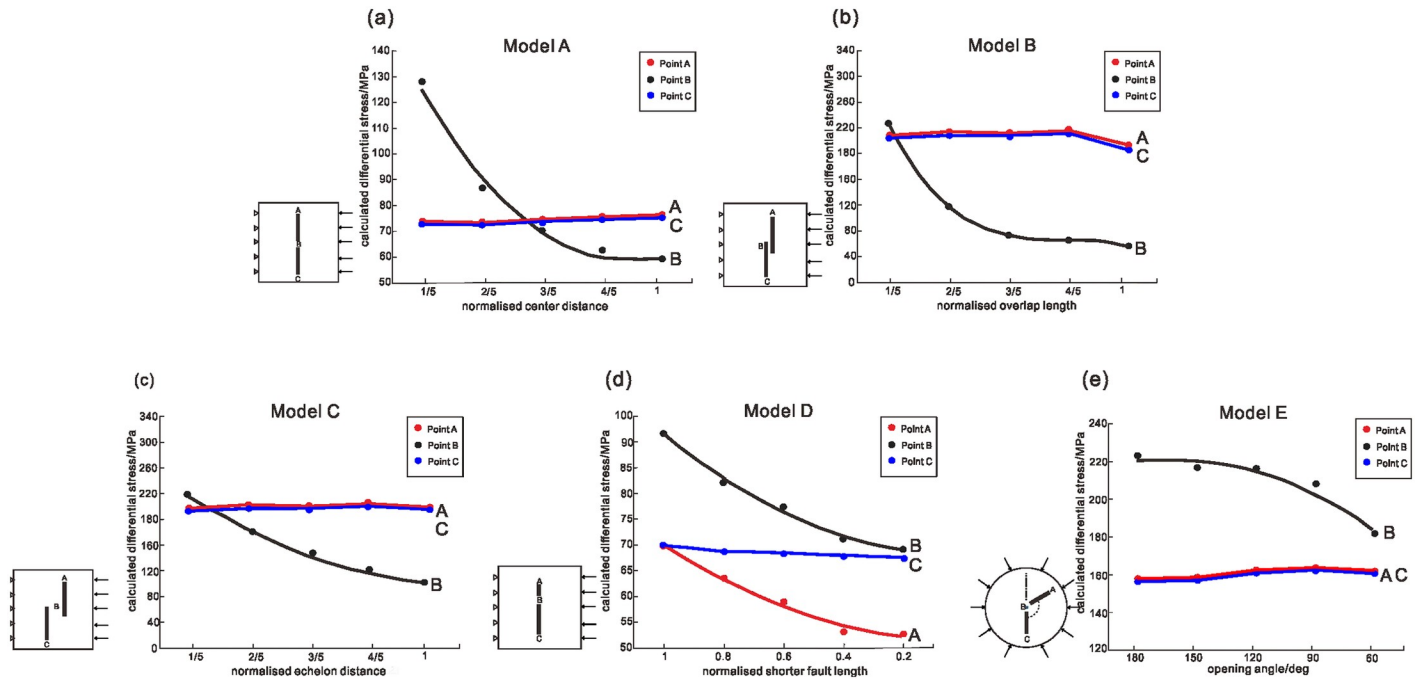 (a)
Model A
calculated differential stress/MPa
140
130
120
110
100
90
80
70
60
50
1/5
2/5
3/5
4/5
1
normalised center distance
Point A
Point B
Point C
A
C
B
A
B
C
(b)
Model B
calculated differential stress/MPa
340
300
260
220
180
160
120
80
40
0
1/5
2/5
3/5
4/5
1
normalised overlap length
Point A
Point B
Point C
A
C
B
A
B
C
(c)
Model C
calculated differential stress/MPa
340
300
260
220
180
160
120
80
40
0
1/5
2/5
3/5
4/5
1
normalised echelon distance
Point A
Point B
Point C
A
C
B
A
B
C
(d)
Model D
calculated differential stress/MPa
100
95
90
85
80
75
70
65
60
55
50
1
0.8
0.6
0.4
0.2
normalised shorter fault length
Point A
Point B
Point C
B
C
A
A
B
C
(e)
Model E
calculated differential stress/MPa
240
220
200
180
160
140
120
180
150
120
90
60
opening angle/deg
Point A
Point B
Point C
B
A C
A
B
C